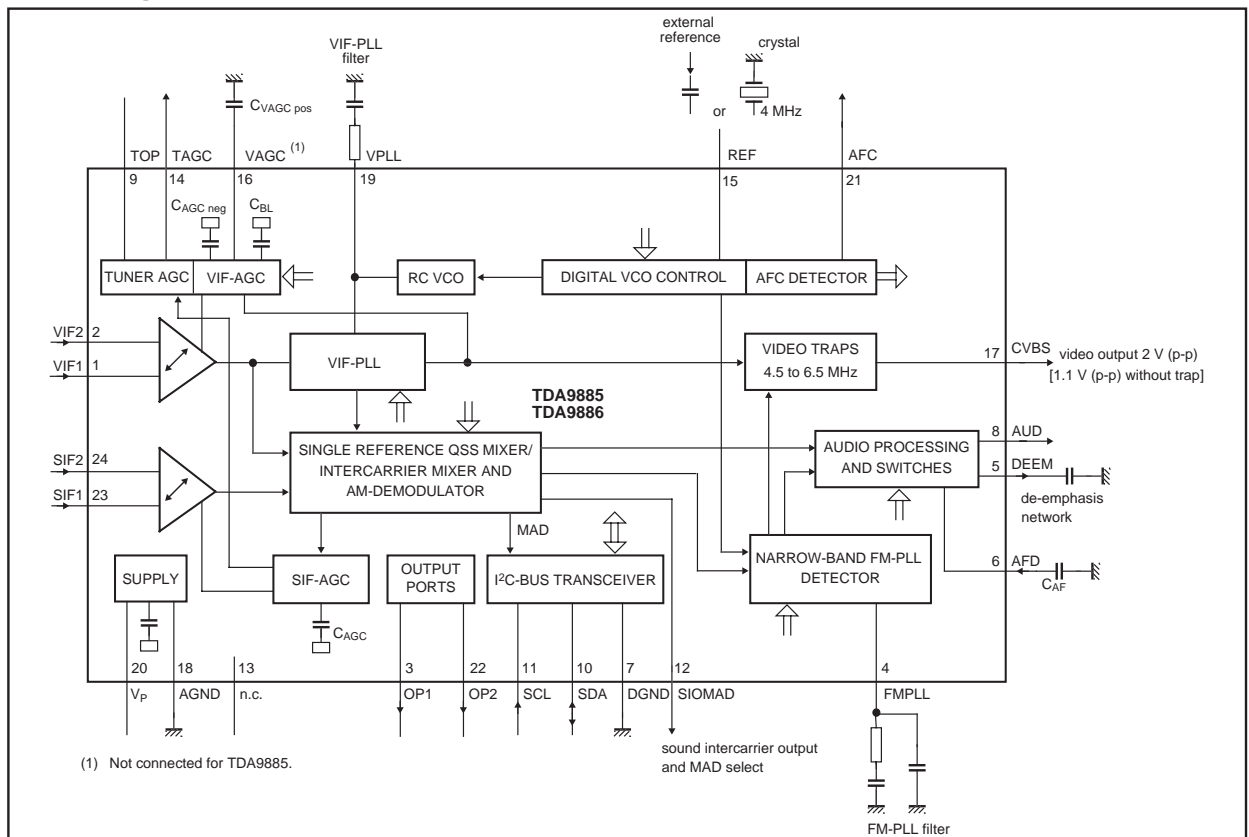 external
reference
crystal
VIF-PLL
filter
C_VAGC pos
or
4 MHz
TOP
TAGC
VAGC (1)
VPLL
REF
AFC
9
14
16
19
15
21
C_AGC neg
C_BL
TUNER AGC
VIF-AGC
RC VCO
DIGITAL VCO CONTROL
AFC DETECTOR
VIF2
2
VIF1
1
VIF-PLL
VIDEO TRAPS
4.5 to 6.5 MHz
17
CVBS
video output 2 V (p-p)
[1.1 V (p-p) without trap]
TDA9885
TDA9886
SIF2
24
SIF1
23
SINGLE REFERENCE QSS MIXER/
INTERCARRIER MIXER AND
AM-DEMODULATOR
AUDIO PROCESSING
AND SWITCHES
8
AUD
5
DEEM
de-emphasis
network
MAD
SUPPLY
SIF-AGC
C_AGC
OUTPUT
PORTS
I²C-BUS TRANSCEIVER
NARROW-BAND FM-PLL
DETECTOR
6
AFD
C_AF
20
18
13
3
22
11
10
7
12
4
V_P
AGND
n.c.
OP1
OP2
SCL
SDA
DGND
SIOMAD
FMPLL
sound intercarrier output
and MAD select
FM-PLL filter
(1) Not connected for TDA9885.